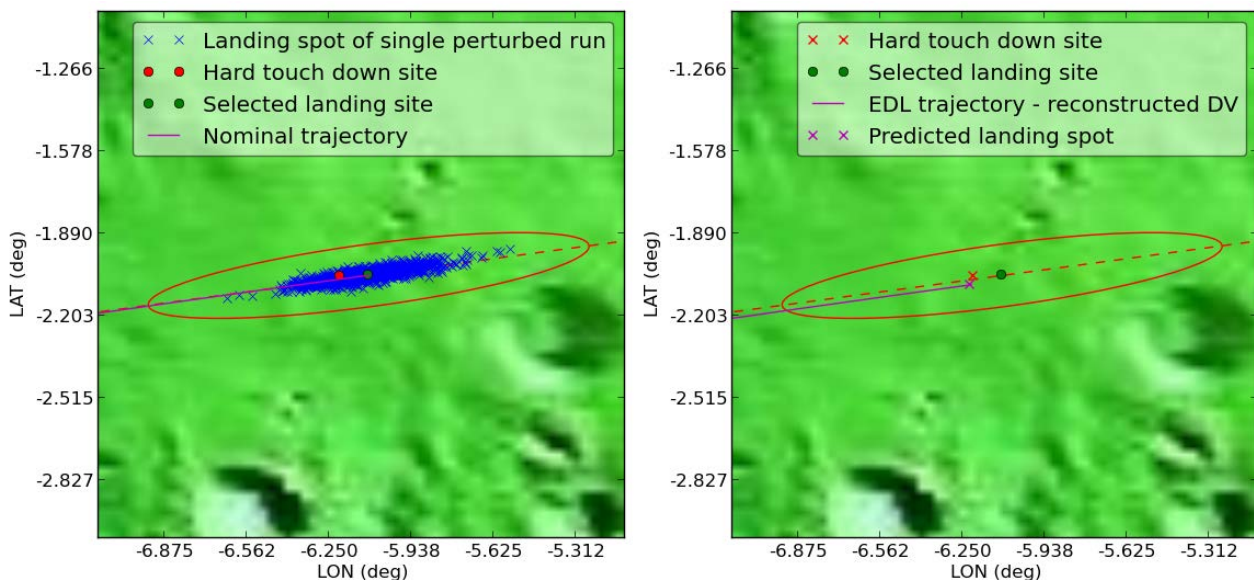 Landing spot of single perturbed run
Hard touch down site
Selected landing site
Nominal trajectory
-1.266
-1.578
-1.890
-2.203
-2.515
-2.827
LAT (deg)
-6.875 -6.562 -6.250 -5.938 -5.625 -5.312
LON (deg)
Hard touch down site
Selected landing site
EDL trajectory - reconstructed DV
Predicted landing spot
-1.266
-1.578
-1.890
-2.203
-2.515
-2.827
LAT (deg)
-6.875 -6.562 -6.250 -5.938 -5.625 -5.312
LON (deg)